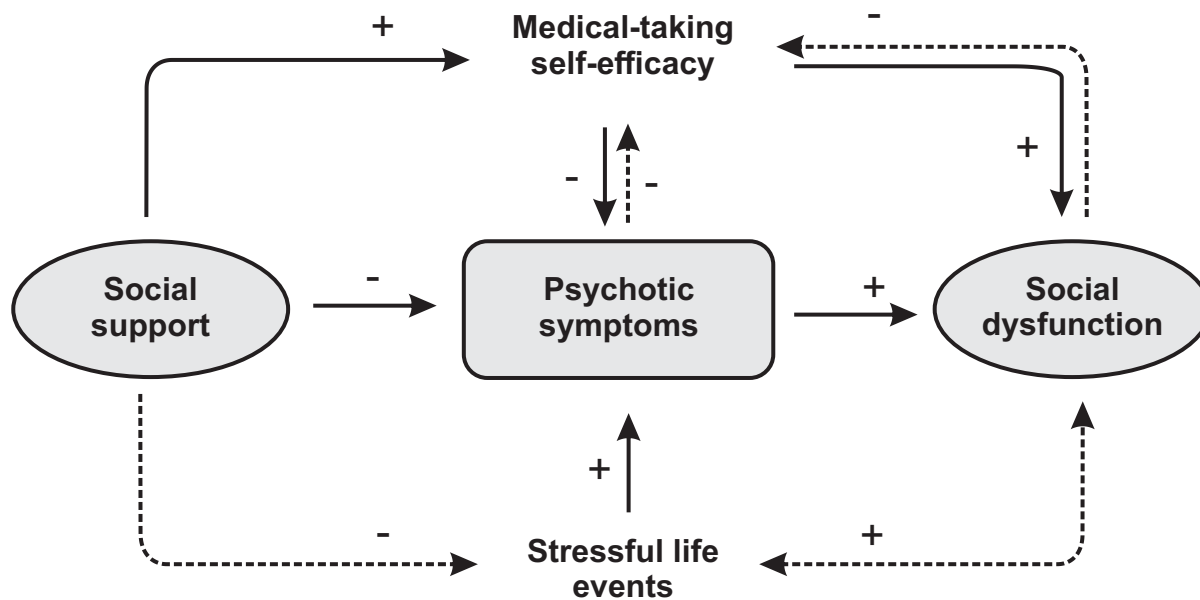 +
Medical-taking
self-efficacy
-
+
-
-
Social
support
-
Psychotic
symptoms
+
Social
dysfunction
+
-
Stressful life
events
+